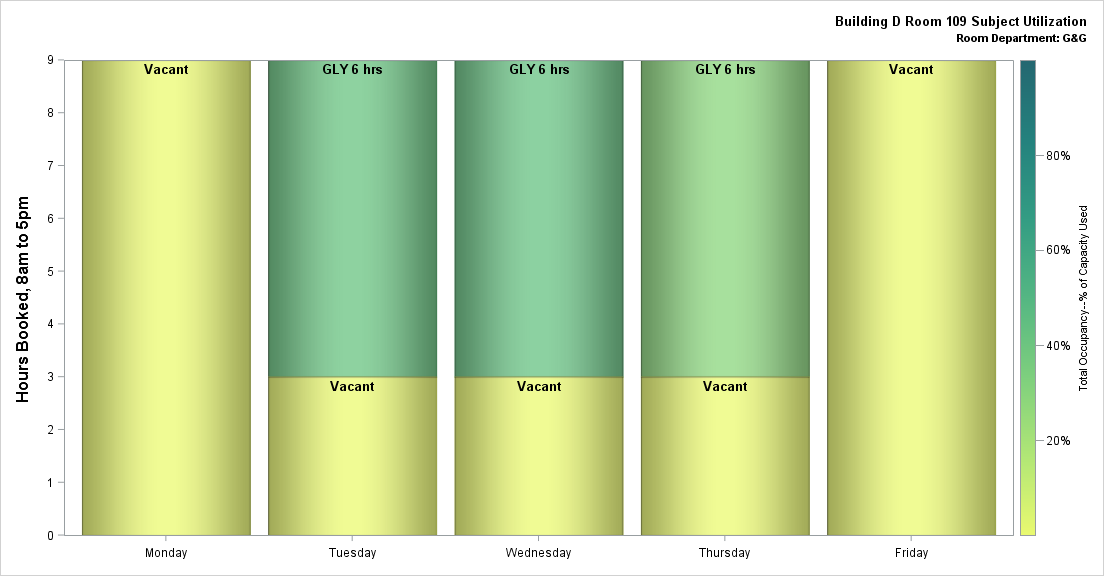 Building D Room 109 Subject Utilization
Room Department: G&G
Hours Booked, 8am to 5pm
9
8
7
6
5
4
3
2
1
0
Vacant
GLY 6 hrs
GLY 6 hrs
GLY 6 hrs
Vacant
Vacant
Vacant
Vacant
Monday
Tuesday
Wednesday
Thursday
Friday
80%
60%
40%
20%
Total Occupancy--% of Capacity Used